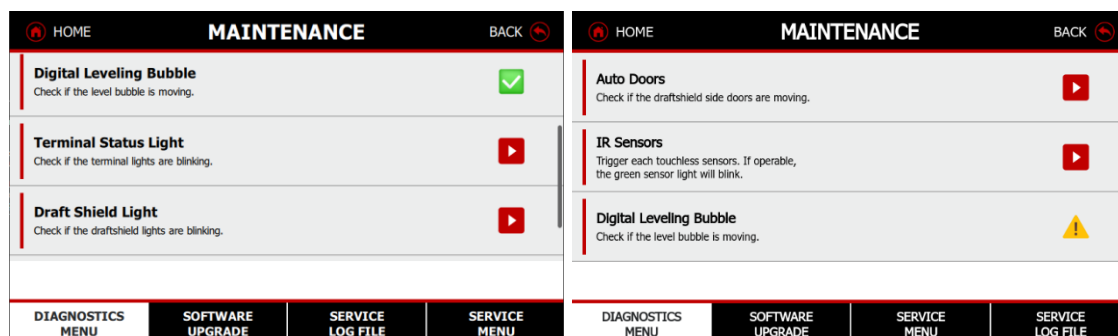 HOME
MAINTENANCE
BACK
Digital Leveling Bubble
Check if the level bubble is moving.
Terminal Status Light
Check if the terminal lights are blinking.
Draft Shield Light
Check if the draftshield lights are blinking.
DIAGNOSTICS
MENU
SOFTWARE
UPGRADE
SERVICE
LOG FILE
SERVICE
MENU
HOME
MAINTENANCE
BACK
Auto Doors
Check if the draftshield side doors are moving.
IR Sensors
Trigger each touchless sensors. If operable,
the green sensor light will blink.
Digital Leveling Bubble
Check if the level bubble is moving.
DIAGNOSTICS
MENU
SOFTWARE
UPGRADE
SERVICE
MENU
SERVICE
LOG FILE